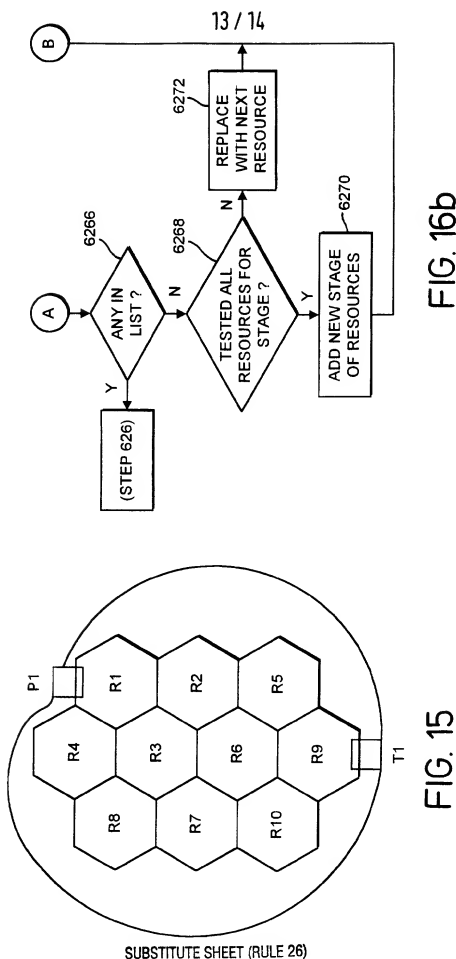 13 / 14
A
6266
ANY IN
LIST ?
Y
(STEP 626)
N
6268
TESTED ALL
RESOURCES FOR
STAGE ?
N
6272
REPLACE
WITH NEXT
RESOURCE
B
Y
6270
ADD NEW STAGE
OF RESOURCES
FIG. 16b
P1
R4
R1
R8
R3
R2
R7
R6
R5
R10
R9
T1
FIG. 15
SUBSTITUTE SHEET (RULE 26)